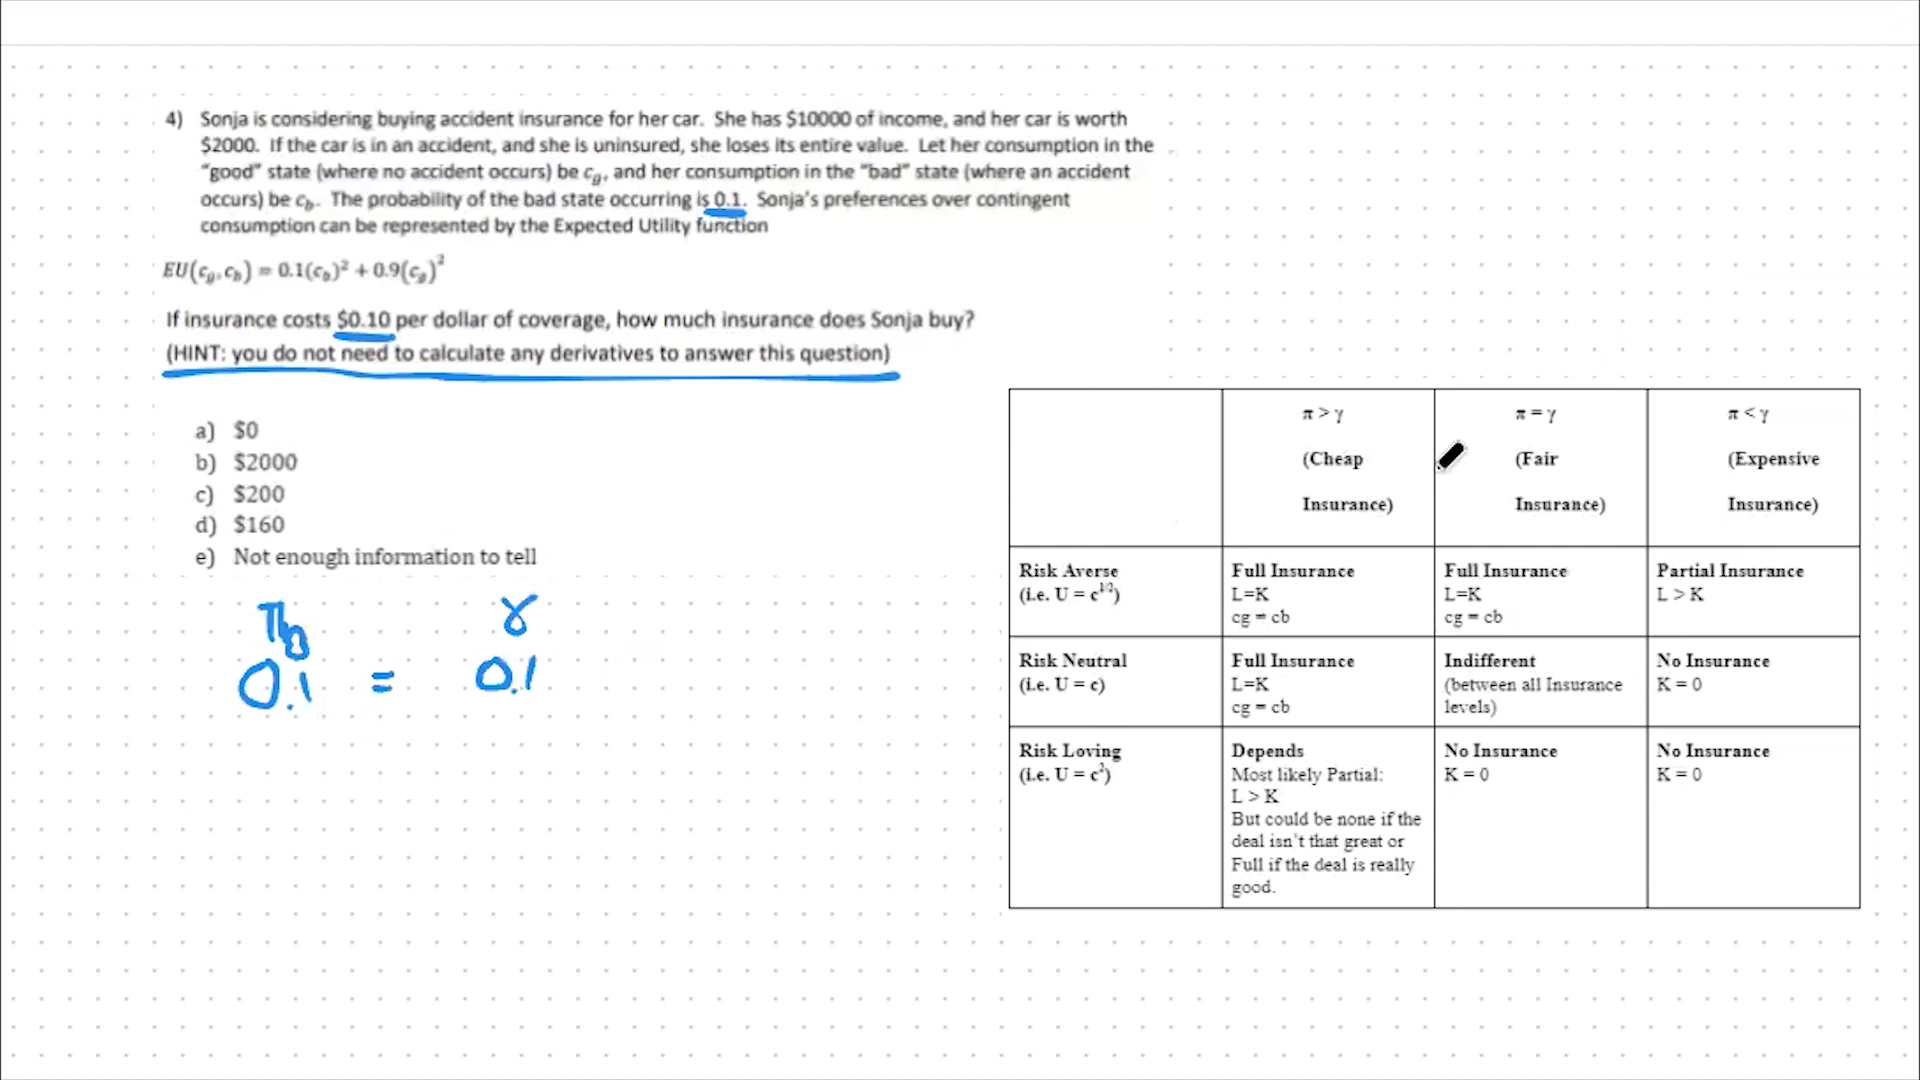 4) Sonja is considering buying accident insurance for her car. She has $10000 of income, and her car is worth
$2000. If the car is in an accident, and she is uninsured, she loses its entire value. Let her consumption in the
"good" state (where no accident occurs) be c_g, and her consumption in the "bad" state (where an accident
occurs) be c_b. The probability of the bad state occurring is 0.1. Sonja's preferences over contingent
consumption can be represented by the Expected Utility function
EU(c_g, c_b) = 0.1(c_b)² + 0.9(c_g)²
If insurance costs $0.10 per dollar of coverage, how much insurance does Sonja buy?
(HINT: you do not need to calculate any derivatives to answer this question)
a) $0
b) $2000
c) $200
d) $160
e) Not enough information to tell
π_b γ
0.1 = 0.1
π > γ
(Cheap
Insurance)
π = γ
(Fair
Insurance)
π < γ
(Expensive
Insurance)
Risk Averse
(i.e. U = c^1/2)
Full Insurance
L=K
cg = cb
Full Insurance
L=K
cg = cb
Partial Insurance
L > K
Risk Neutral
(i.e. U = c)
Full Insurance
L=K
cg = cb
Indifferent
(between all Insurance
levels)
No Insurance
K = 0
Risk Loving
(i.e. U = c²)
Depends
Most likely Partial:
L > K
But could be none if the
deal isn't that great or
Full if the deal is really
good.
No Insurance
K = 0
No Insurance
K = 0